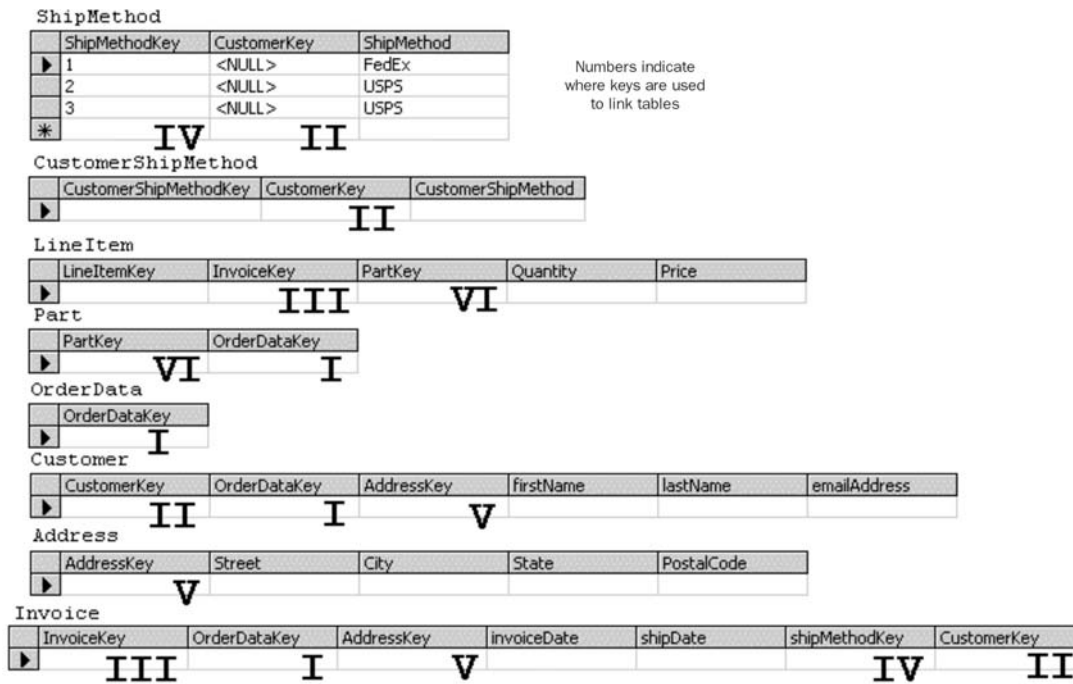 ShipMethod
ShipMethodKey CustomerKey ShipMethod
1 <NULL> FedEx
2 <NULL> USPS
3 <NULL> USPS
IV II
Numbers indicate
where keys are used
to link tables
CustomerShipMethod
CustomerShipMethodKey CustomerKey CustomerShipMethod
II
LineItem
LineItemKey InvoiceKey PartKey Quantity Price
III VI
Part
PartKey OrderDataKey
VI I
OrderData
OrderDataKey
I
Customer
CustomerKey OrderDataKey AddressKey firstName lastName emailAddress
II I V
Address
AddressKey Street City State PostalCode
V
Invoice
InvoiceKey OrderDataKey AddressKey invoiceDate shipDate shipMethodKey CustomerKey
III I V IV II